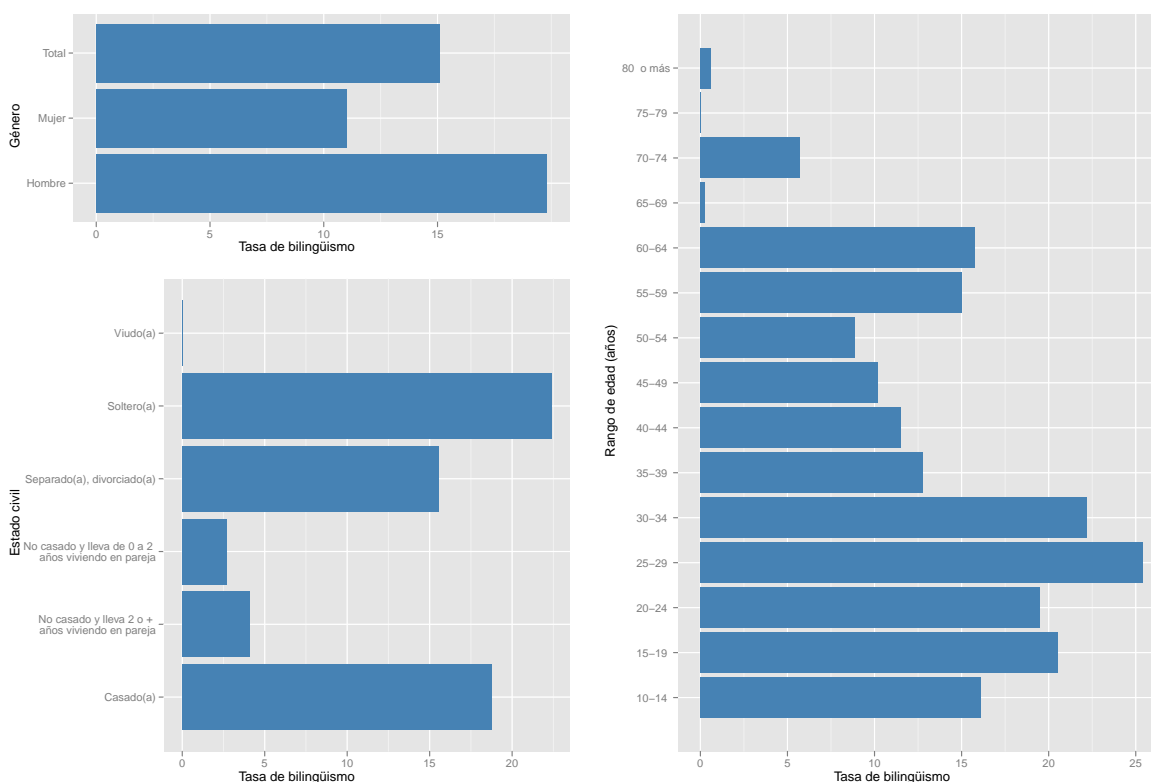 Género
Total
Mujer
Hombre
0 5 10 15
Tasa de bilingüismo
Estado civil
Viudo(a)
Soltero(a)
Separado(a), divorciado(a)
No casado y lleva de 0 a 2
años viviendo en pareja
No casado y lleva 2 o +
años viviendo en pareja
Casado(a)
0 5 10 15 20
Tasa de bilingüismo
Rango de edad (años)
80 o más
75−79
70−74
65−69
60−64
55−59
50−54
45−49
40−44
35−39
30−34
25−29
20−24
15−19
10−14
0 5 10 15 20 25
Tasa de bilingüismo